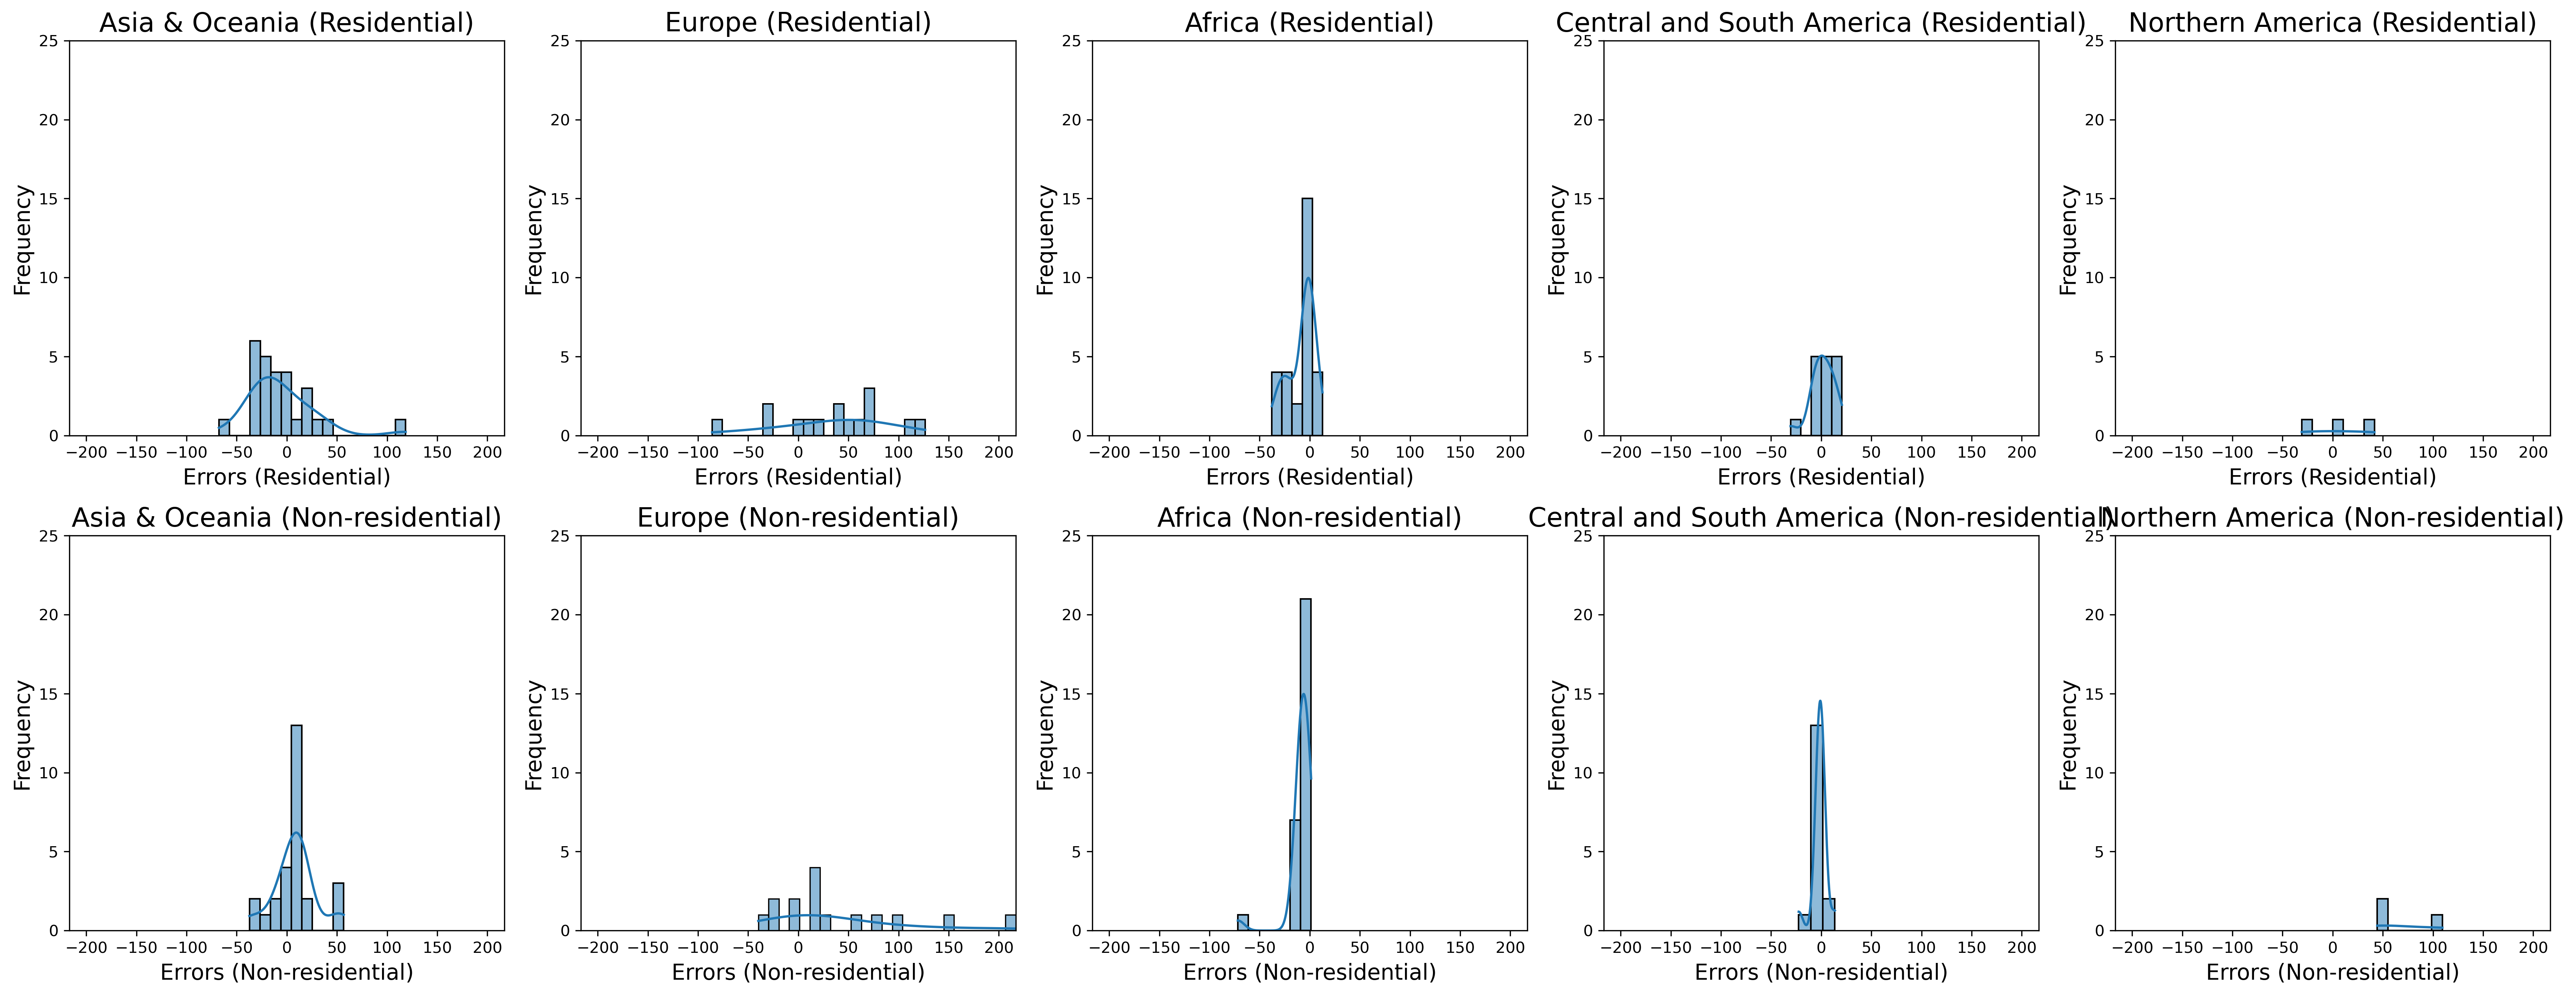 Asia & Oceania (Residential)
25
20
15
10
5
0
Frequency
−200 −150 −100 −50 0 50 100 150 200
Errors (Residential)
Europe (Residential)
25
20
15
10
5
0
Frequency
−200 −150 −100 −50 0 50 100 150 200
Errors (Residential)
Africa (Residential)
25
20
15
10
5
0
Frequency
−200 −150 −100 −50 0 50 100 150 200
Errors (Residential)
Central and South America (Residential)
25
20
15
10
5
0
Frequency
−200 −150 −100 −50 0 50 100 150 200
Errors (Residential)
Northern America (Residential)
25
20
15
10
5
0
Frequency
−200 −150 −100 −50 0 50 100 150 200
Errors (Residential)
Asia & Oceania (Non-residential)
25
20
15
10
5
0
Frequency
−200 −150 −100 −50 0 50 100 150 200
Errors (Non-residential)
Europe (Non-residential)
25
20
15
10
5
0
Frequency
−200 −150 −100 −50 0 50 100 150 200
Errors (Non-residential)
Africa (Non-residential)
25
20
15
10
5
0
Frequency
−200 −150 −100 −50 0 50 100 150 200
Errors (Non-residential)
Central and South America (Non-residential)
25
20
15
10
5
0
Frequency
−200 −150 −100 −50 0 50 100 150 200
Errors (Non-residential)
Northern America (Non-residential)
25
20
15
10
5
0
Frequency
−200 −150 −100 −50 0 50 100 150 200
Errors (Non-residential)